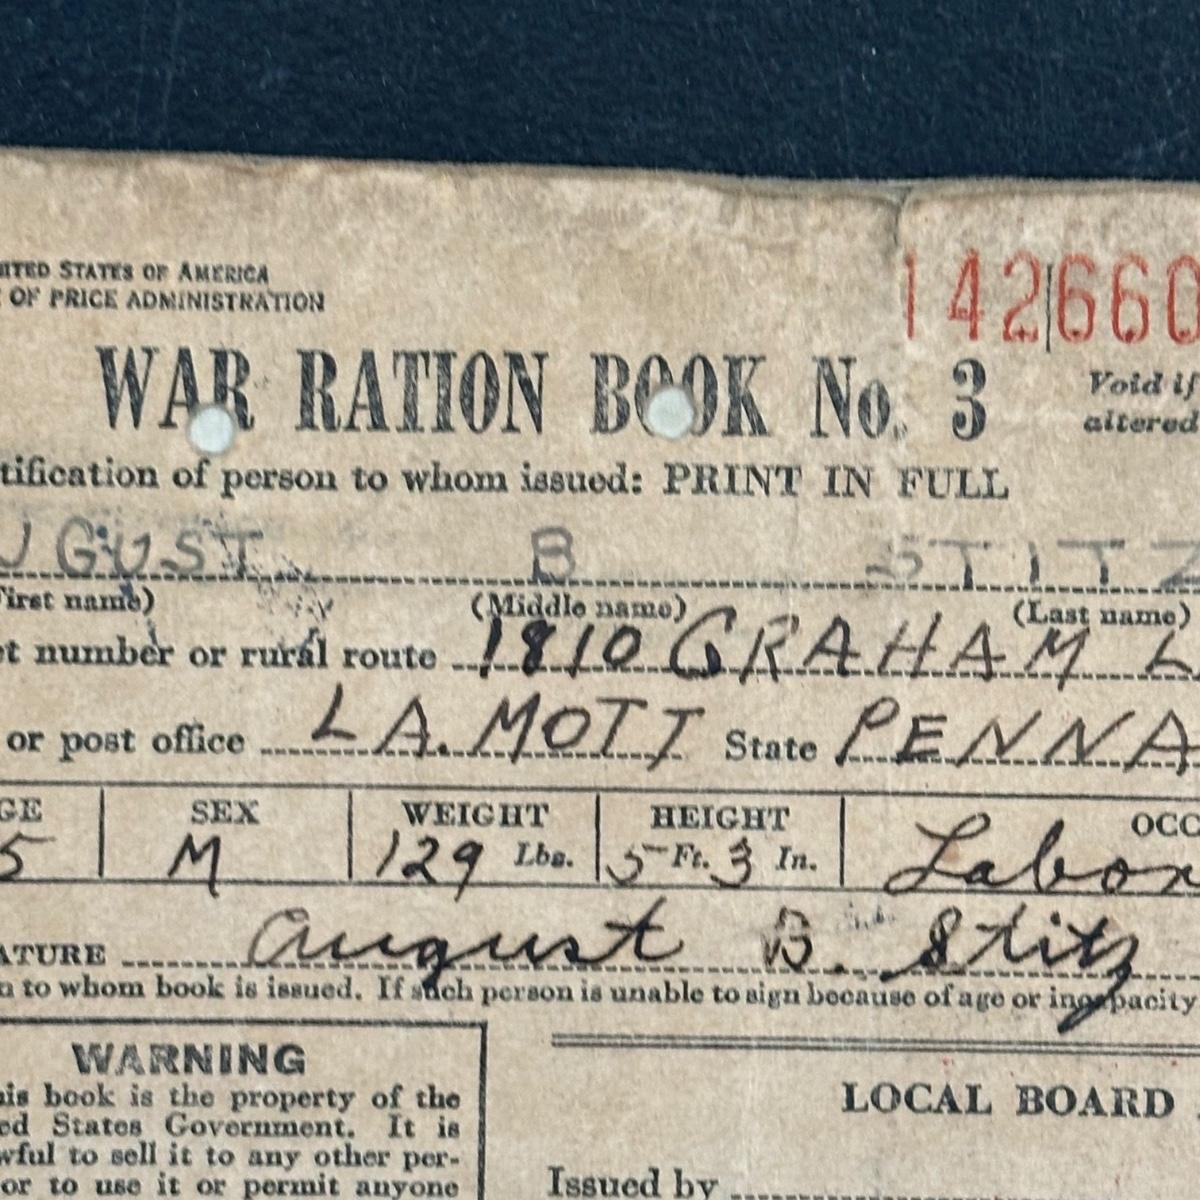 ITED STATES OF AMERICA
OF PRICE ADMINISTRATION
142660
WAR RATION BOOK No. 3
Void if
altered
tification of person to whom issued: PRINT IN FULL
UGUST B STITZ
First name) (Middle name) (Last name)
et number or rural route 1810 GRAHAM L
or post office LA. MOTT State PENNA
GE SEX WEIGHT HEIGHT OCC
5 M 129 Lbs. 5 Ft. 3 In. Labor
ATURE August B. Stitz
n to whom book is issued. If such person is unable to sign because of age or incapacity
WARNING
his book is the property of the
ed States Government. It is
wful to sell it to any other per-
or to use it or permit anyone
LOCAL BOARD
Issued by